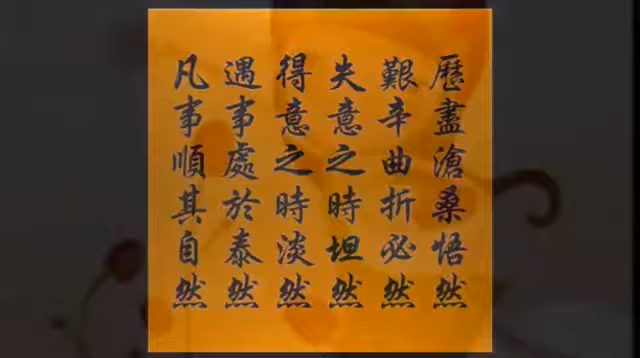 凡事順其自然
遇事處於泰然
得意之時淡然
失意之時坦然
艱辛曲折必然
歷盡滄桑悟然